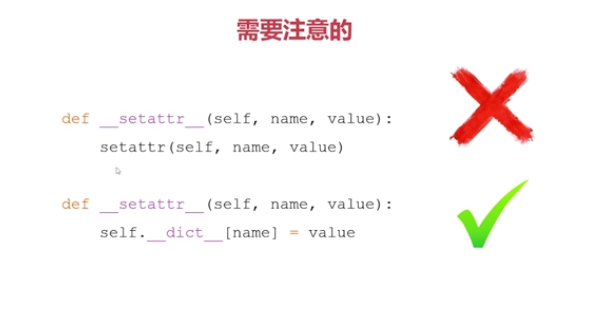 需要注意的
def __setattr__(self, name, value):
setattr(self, name, value)
def __setattr__(self, name, value):
self.__dict__[name] = value